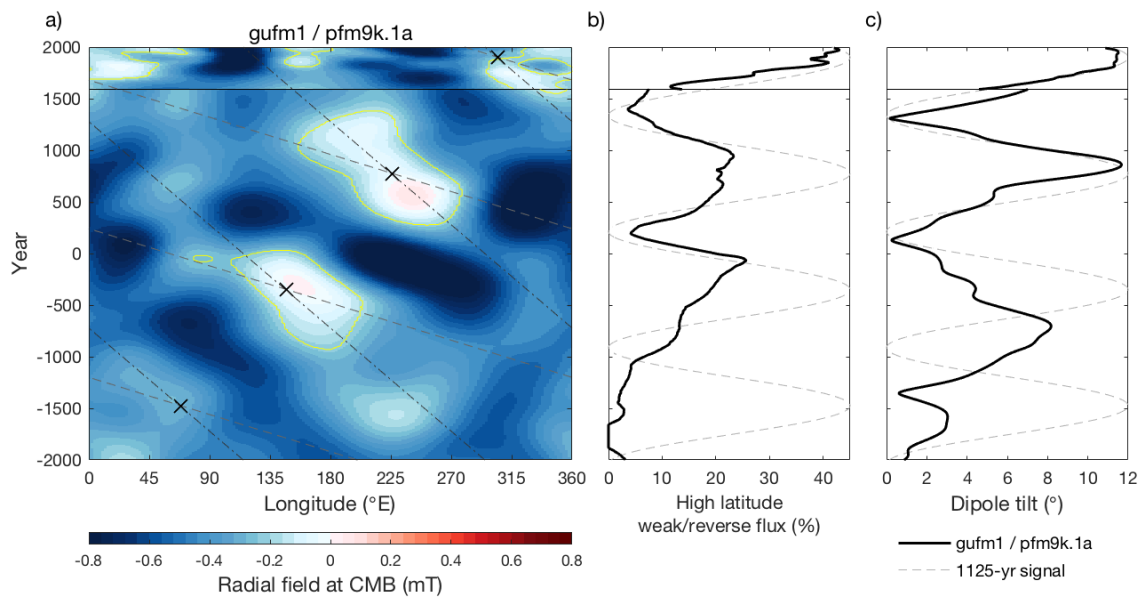 a)
gufm1 / pfm9k.1a
b)
c)
2000
1500
1000
500
0
-500
-1000
-1500
-2000
Year
0 45 90 135 180 225 270 315 360
Longitude (°E)
0 10 20 30 40
High latitude
weak/reverse flux (%)
0 2 4 6 8 10 12
Dipole tilt (°)
-0.8 -0.6 -0.4 -0.2 0 0.2 0.4 0.6 0.8
Radial field at CMB (mT)
gufm1 / pfm9k.1a
1125-yr signal